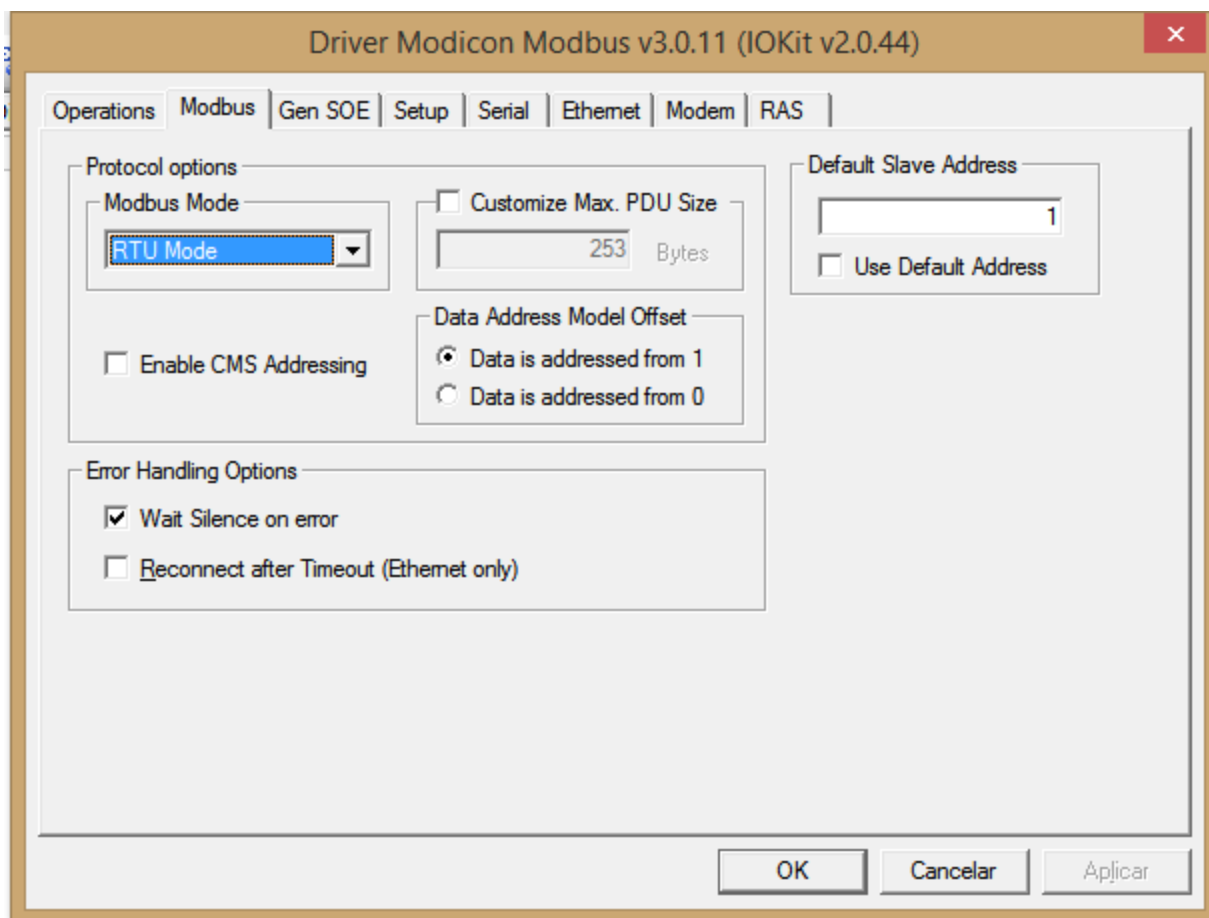 Driver Modicon Modbus v3.0.11 (IOKit v2.0.44)
Operations Modbus Gen SOE Setup Serial Ethernet Modem RAS
Protocol options
Modbus Mode
RTU Mode
Customize Max. PDU Size
253 Bytes
Enable CMS Addressing
Data Address Model Offset
Data is addressed from 1
Data is addressed from 0
Default Slave Address
1
Use Default Address
Error Handling Options
Wait Silence on error
Reconnect after Timeout (Ethernet only)
OK Cancelar Aplicar